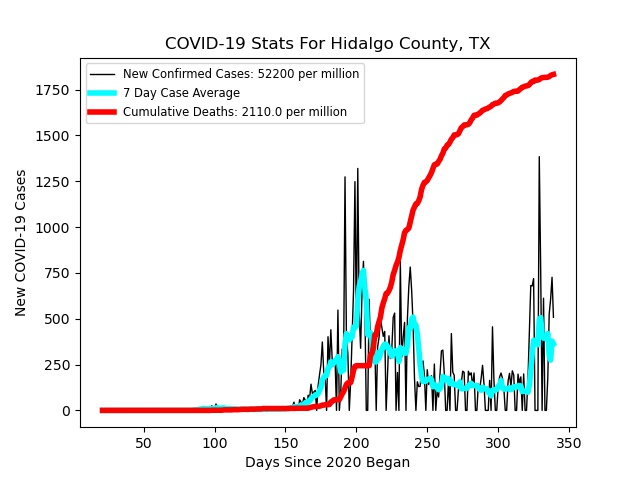 COVID-19 Stats For Hidalgo County, TX
New Confirmed Cases: 52200 per million
7 Day Case Average
Cumulative Deaths: 2110.0 per million
New COVID-19 Cases
1750
1500
1250
1000
750
500
250
0
50 100 150 200 250 300 350
Days Since 2020 Began